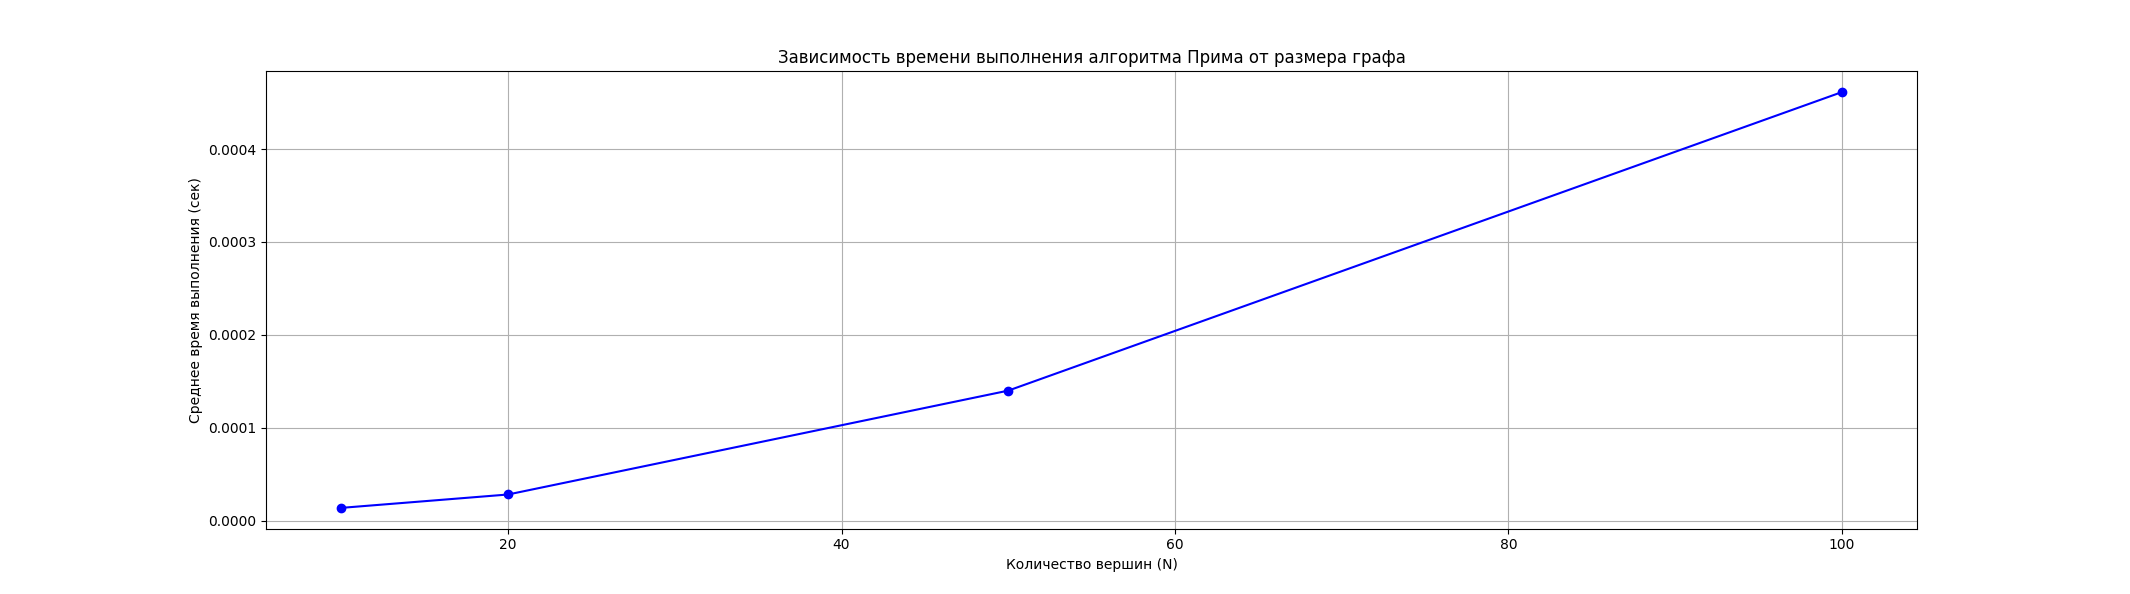 Зависимость времени выполнения алгоритма Прима от размера графа
Среднее время выполнения (сек)
0.0004
0.0003
0.0002
0.0001
0.0000
20 40 60 80 100
Количество вершин (N)